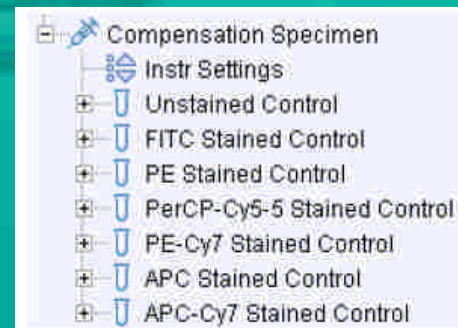 Compensation Specimen
Instr Settings
Unstained Control
FITC Stained Control
PE Stained Control
PerCP-Cy5-5 Stained Control
PE-Cy7 Stained Control
APC Stained Control
APC-Cy7 Stained Control